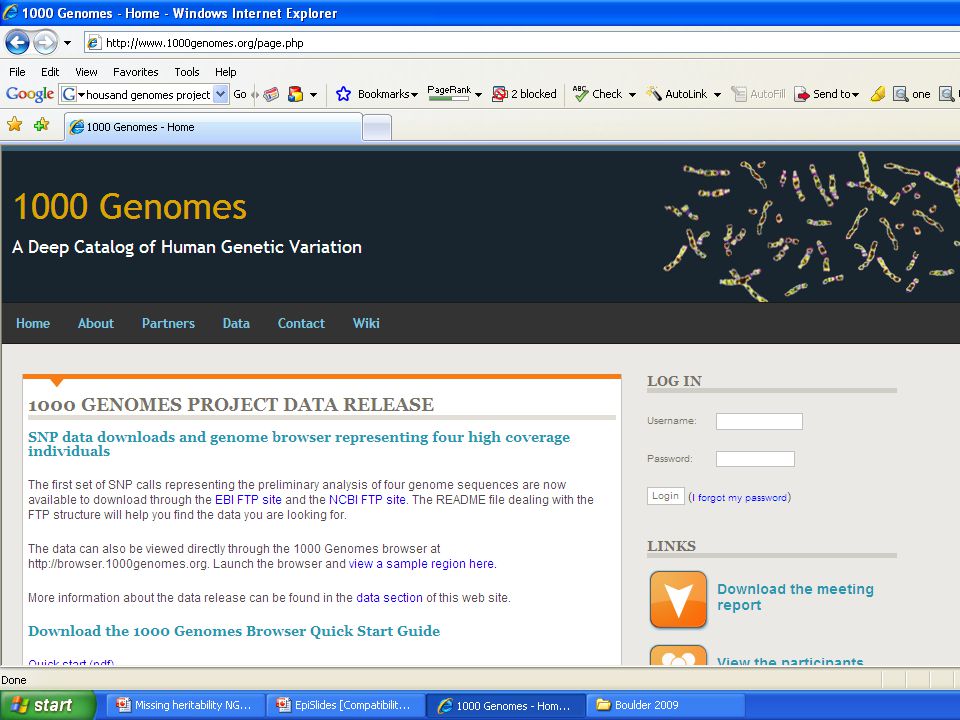 1000 Genomes - Home - Windows Internet Explorer
http://www.1000genomes.org/page.php
File Edit View Favorites Tools Help
Google G housand genomes project Go Bookmarks PageRank 2 blocked ABC Check AutoLink AutoFill Send to one
1000 Genomes - Home
1000 Genomes
A Deep Catalog of Human Genetic Variation
Home About Partners Data Contact Wiki
1000 GENOMES PROJECT DATA RELEASE
SNP data downloads and genome browser representing four high coverage
individuals
The first set of SNP calls representing the preliminary analysis of four genome sequences are now
available to download through the EBI FTP site and the NCBI FTP site. The README file dealing with the
FTP structure will help you find the data you are looking for.
The data can also be viewed directly through the 1000 Genomes browser at
http://browser.1000genomes.org. Launch the browser and view a sample region here.
More information about the data release can be found in the data section of this web site.
Download the 1000 Genomes Browser Quick Start Guide
Quick start (pdf)
LOG IN
Username:
Password:
Login (I forgot my password)
LINKS
Download the meeting
report
View the participants
Done
start Missing heritability NG... EpiSlides [Compatibilit... 1000 Genomes - Hom... Boulder 2009